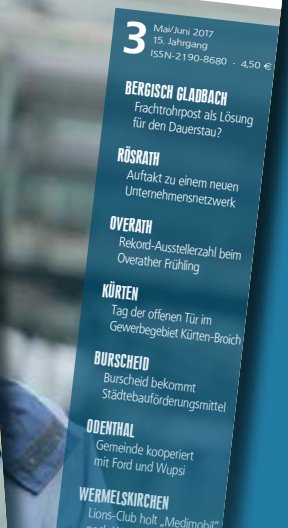 3
Mai/Juni 2017
15. Jahrgang
ISSN-2190-8680 · 4,50 €
BERGISCH GLADBACH
Frachtrohrpost als Lösung
für den Dauerstau?
RÖSRATH
Auftakt zu einem neuen
Unternehmensnetzwerk
OVERATH
Rekord-Ausstellerzahl beim
Overather Frühling
KÜRTEN
Tag der offenen Tür im
Gewerbegebiet Kürten-Broich
BURSCHEID
Burscheid bekommt
Städtebauförderungsmittel
ODENTHAL
Gemeinde kooperiert
mit Ford und Wupsi
WERMELSKIRCHEN
Lions-Club holt „Medimobil“